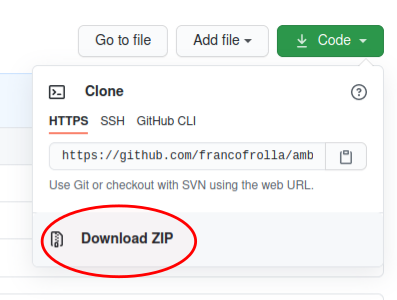 Go to file Add file Code
Clone
HTTPS SSH GitHub CLI
https://github.com/francofrolla/amb
Use Git or checkout with SVN using the web URL.
Download ZIP